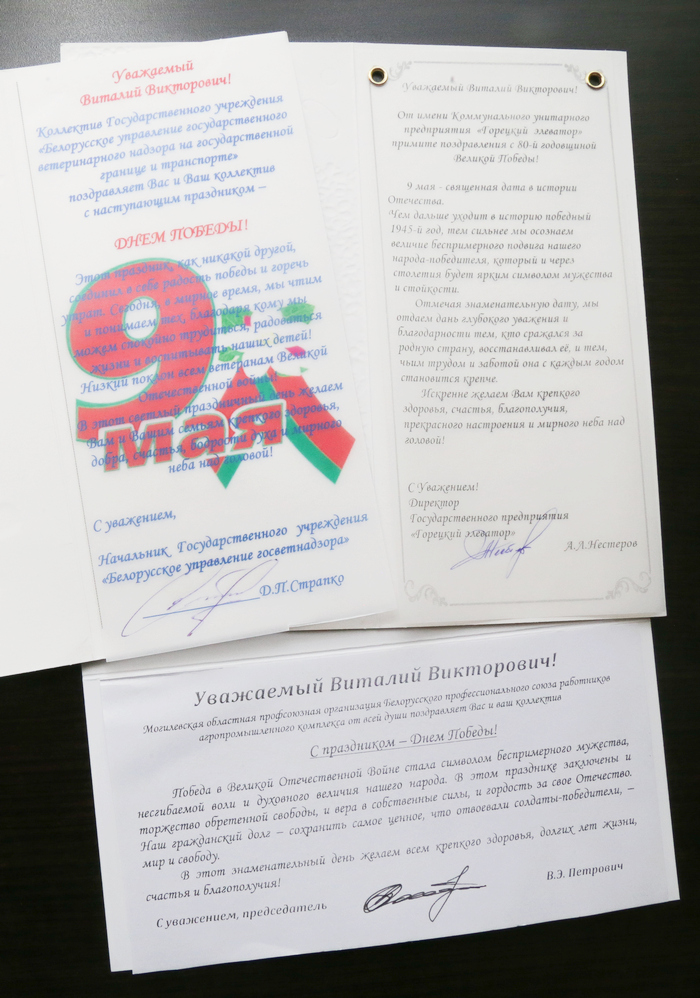 Уважаемый
Виталий Викторович!
Коллектив Государственного учреждения
«Белорусское управление государственного
ветеринарного надзора на государственной
границе и транспорте»
поздравляет Вас и Ваш коллектив
с наступающим праздником –
ДНЕМ ПОБЕДЫ!
Этот праздник, как никакой другой,
соединил в себе радость победы и горечь
утрат. Сегодня, в мирное время, мы чтим
и понимаем тех, благодаря кому мы
можем спокойно трудиться, радоваться
жизни и воспитывать наших детей!
Низкий поклон всем ветеранам Великой
Отечественной войны!
В этот светлый праздничный день желаем
Вам и Вашим семьям крепкого здоровья,
добра, счастья, бодрости духа и мирного
неба над головой!
9
мая
С уважением,
Начальник Государственного учреждения
«Белорусское управление госветнадзора»
Д.П.Страпко
Уважаемый Виталий Викторович!
От имени Коммунального унитарного
предприятия «Горецкий элеватор»
примите поздравления с 80-й годовщиной
Великой Победы!
9 мая - священная дата в истории
Отечества.
Чем дальше уходит в историю победный
1945-й год, тем сильнее мы осознаем
величие беспримерного подвига нашего
народа-победителя, который и через
столетия будет ярким символом мужества
и стойкости.
Отмечая знаменательную дату, мы
отдаем дань глубокого уважения и
благодарности тем, кто сражался за
родную страну, восстанавливал её, и тем,
чьим трудом и заботой она с каждым годом
становится крепче.
Искренне желаем Вам крепкого
здоровья, счастья, благополучия,
прекрасного настроения и мирного неба над
головой!
С Уважением!
Директор
Государственного предприятия
«Горецкий элеватор»
А.Л.Нестеров
Уважаемый Виталий Викторович!
Могилевская областная профсоюзная организация Белорусского профессионального союза работников
агропромышленного комплекса от всей души поздравляет Вас и ваш коллектив
С праздником – Днем Победы!
Победа в Великой Отечественной Войне стала символом беспримерного мужества,
несгибаемой воли и духовного величия нашего народа. В этом празднике заключены и
торжество обретенной свободы, и вера в собственные силы, и гордость за свое Отечество.
Наш гражданский долг – сохранить самое ценное, что отвоевали солдаты-победители, –
мир и свободу.
В этот знаменательный день желаем всем крепкого здоровья, долгих лет жизни,
счастья и благополучия!
С уважением, председатель
В.Э. Петрович